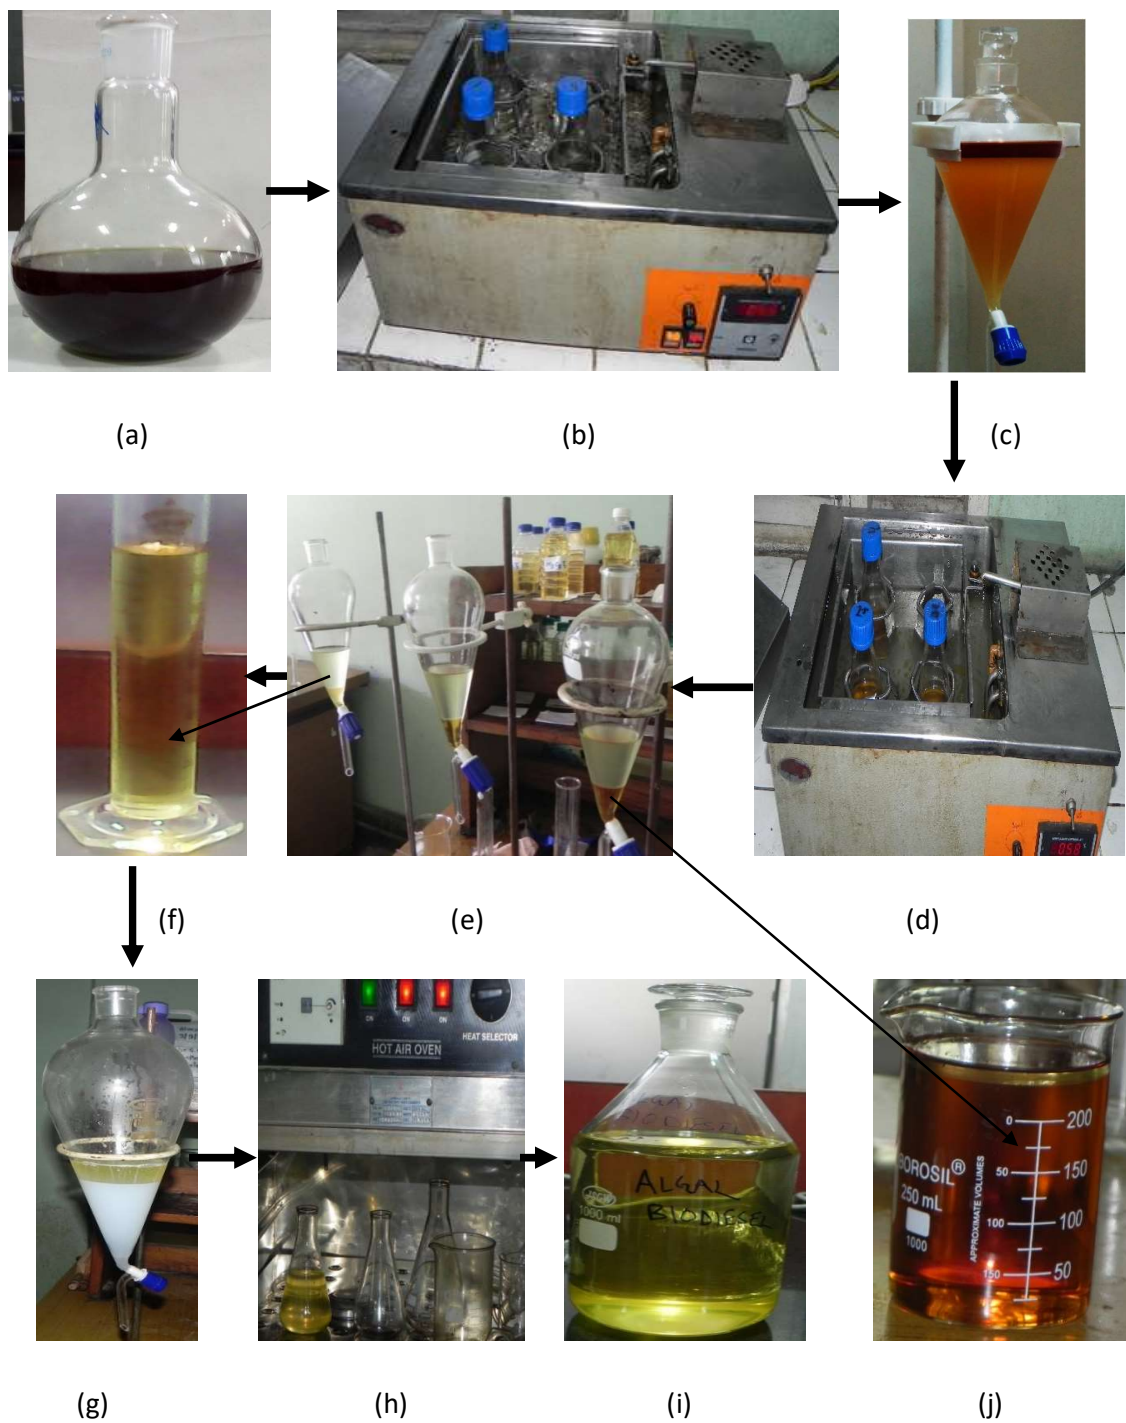 (a)
(b)
(c)
(f)
(e)
(d)
058
ON
ON
ON
HEAT SELECTOR
HOT AIR OVEN
1000 ml
ALGAL
BIODIESEL
BOROSIL®
250 mL
1000
APPROXIMATE VOLUMES
0
200
50
150
100
100
150
50
(g)
(h)
(i)
(j)